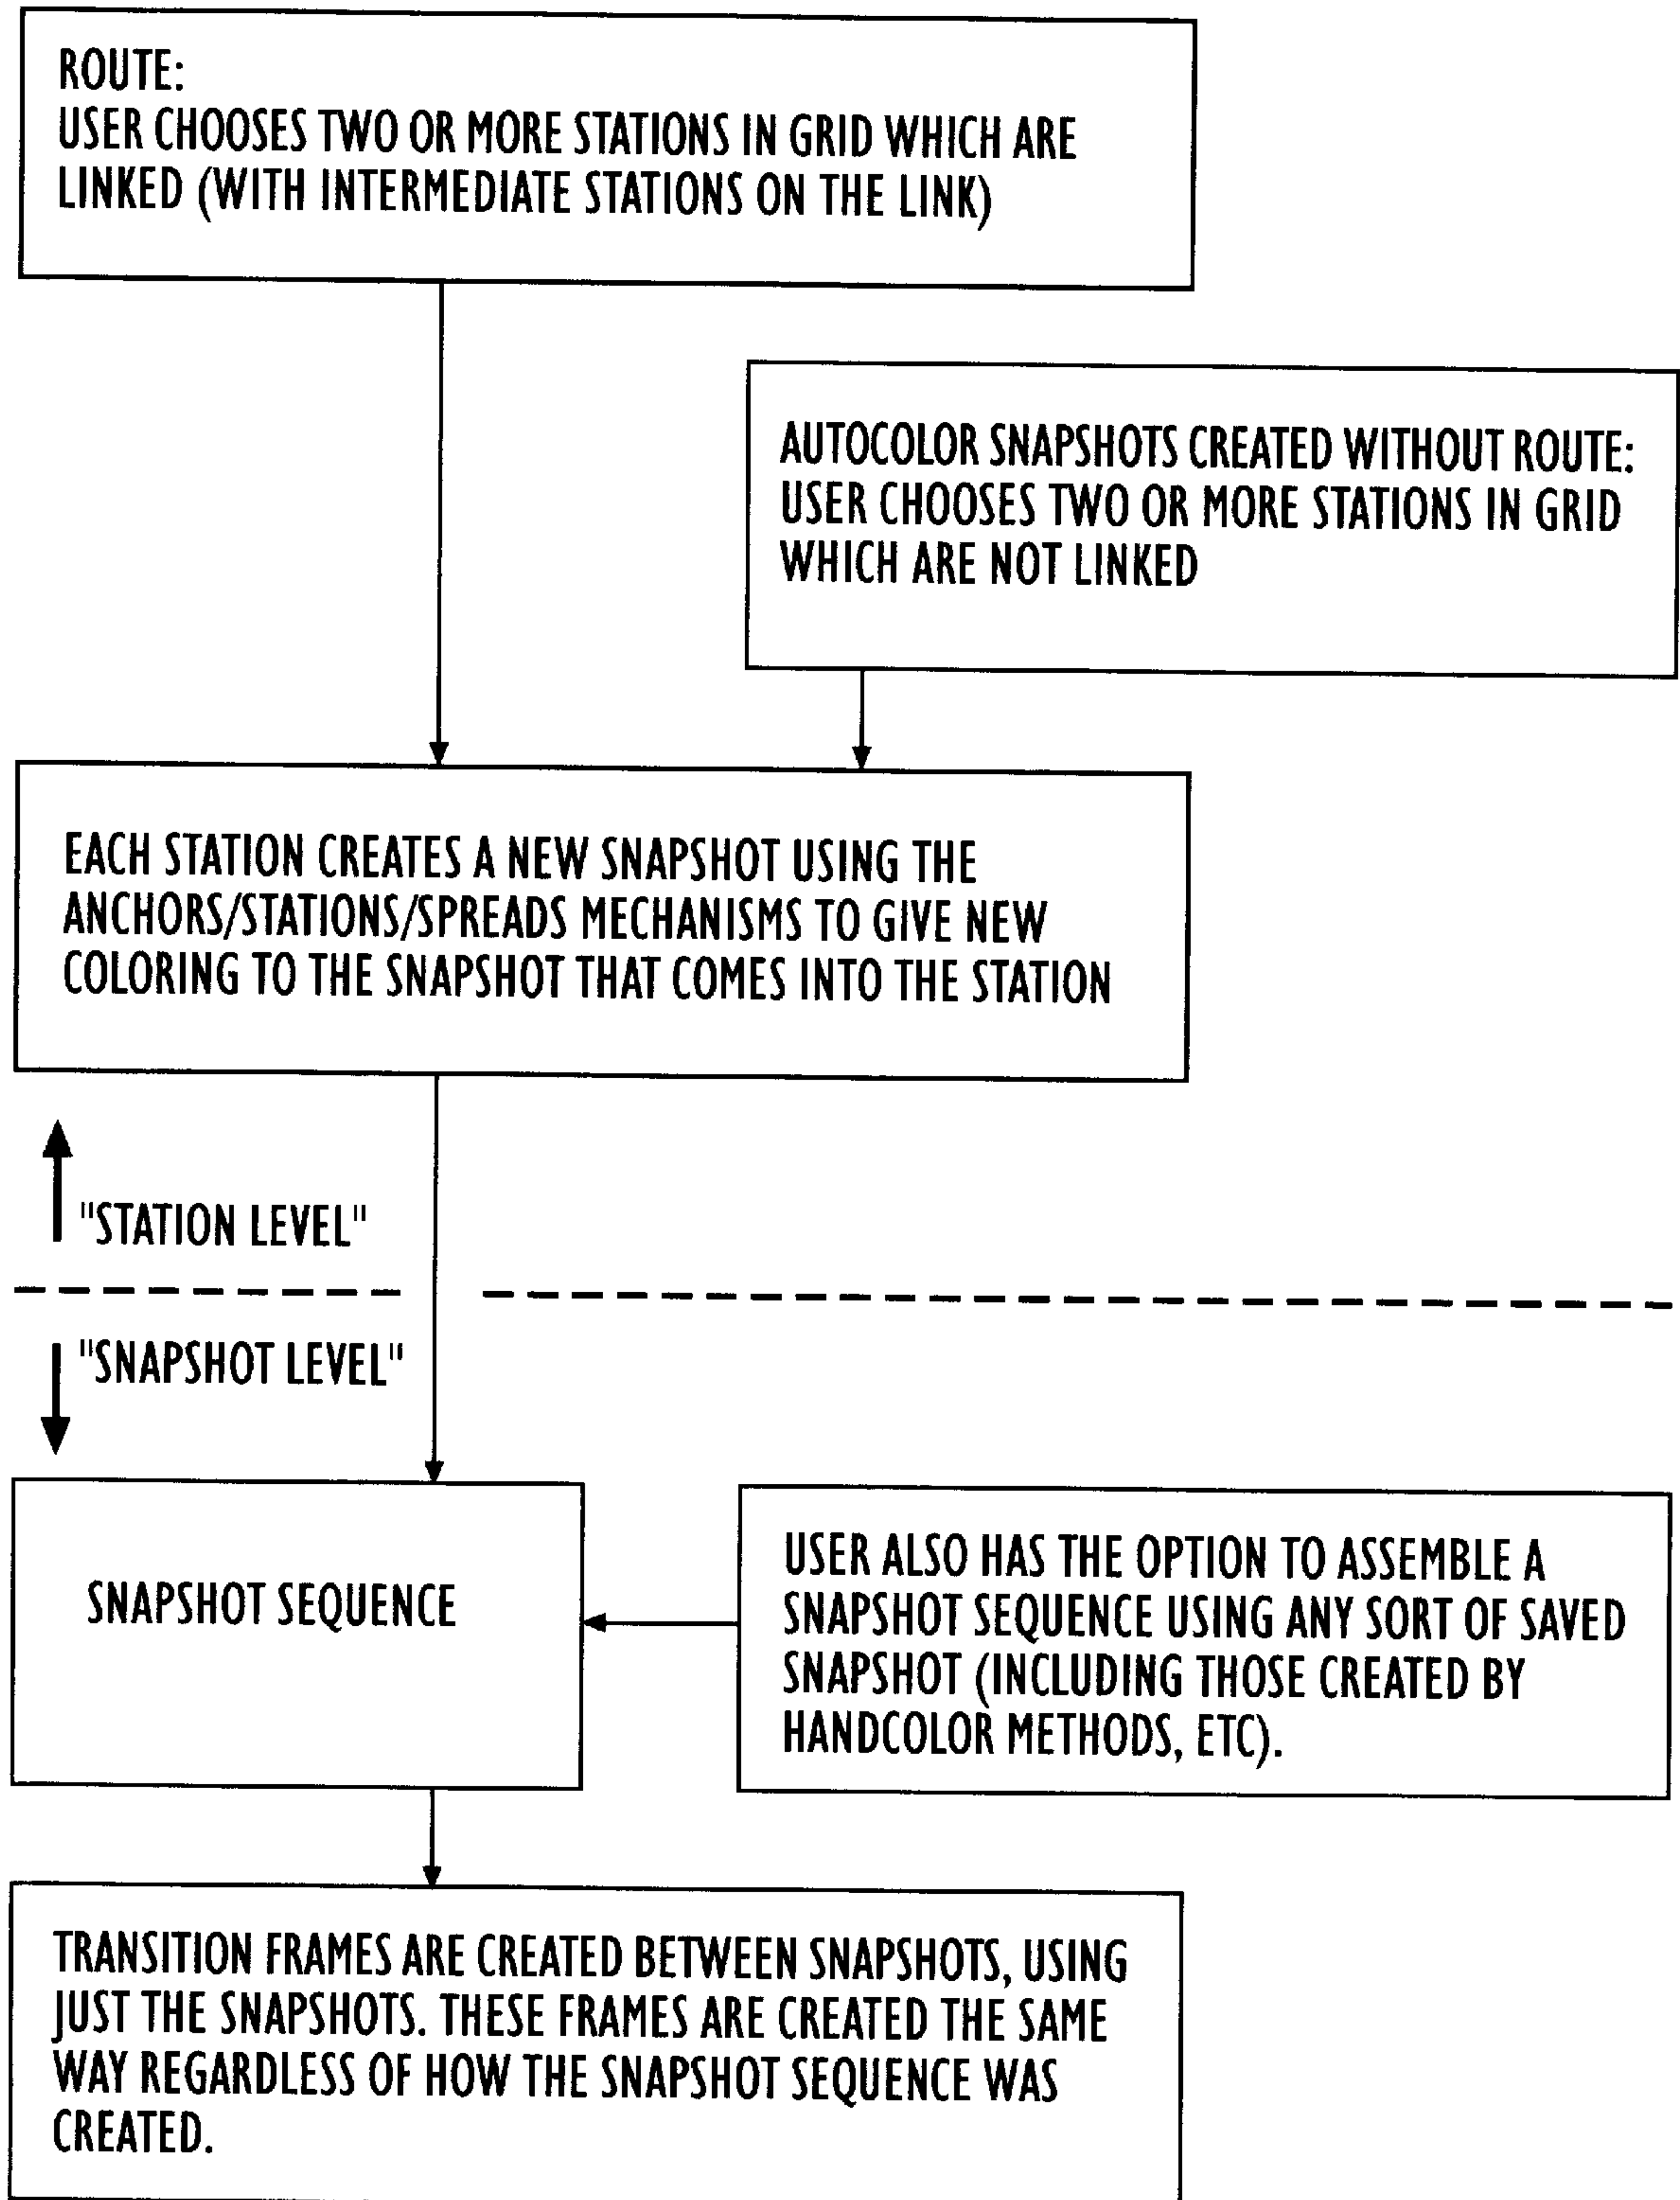 ROUTE:
USER CHOOSES TWO OR MORE STATIONS IN GRID WHICH ARE
LINKED (WITH INTERMEDIATE STATIONS ON THE LINK)
AUTOCOLOR SNAPSHOTS CREATED WITHOUT ROUTE:
USER CHOOSES TWO OR MORE STATIONS IN GRID
WHICH ARE NOT LINKED
EACH STATION CREATES A NEW SNAPSHOT USING THE
ANCHORS/STATIONS/SPREADS MECHANISMS TO GIVE NEW
COLORING TO THE SNAPSHOT THAT COMES INTO THE STATION
"STATION LEVEL"
"SNAPSHOT LEVEL"
SNAPSHOT SEQUENCE
USER ALSO HAS THE OPTION TO ASSEMBLE A
SNAPSHOT SEQUENCE USING ANY SORT OF SAVED
SNAPSHOT (INCLUDING THOSE CREATED BY
HANDCOLOR METHODS, ETC).
TRANSITION FRAMES ARE CREATED BETWEEN SNAPSHOTS, USING
JUST THE SNAPSHOTS. THESE FRAMES ARE CREATED THE SAME
WAY REGARDLESS OF HOW THE SNAPSHOT SEQUENCE WAS
CREATED.